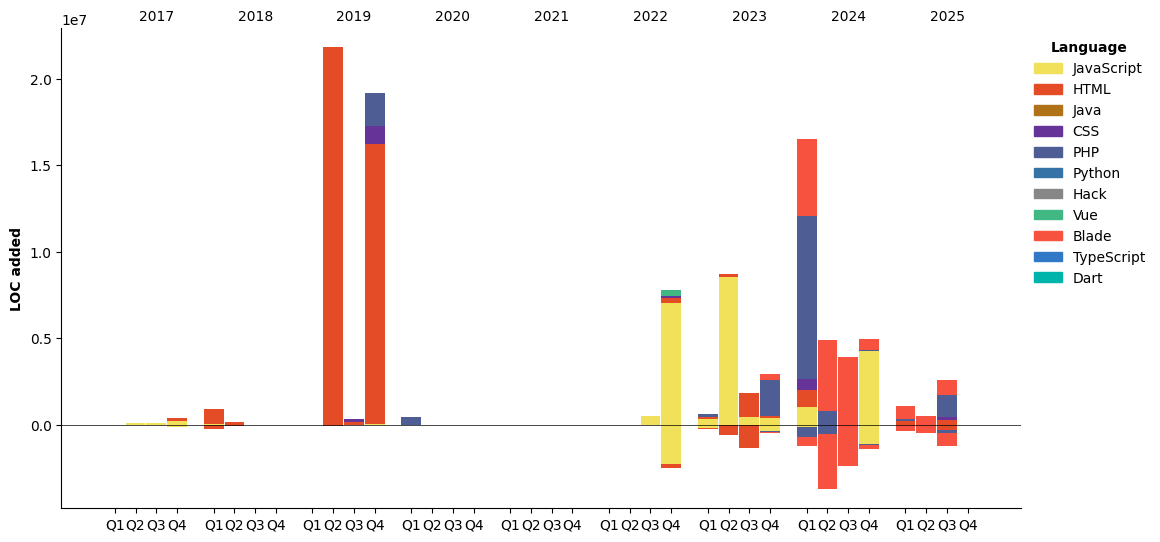 1e7
2017 2018 2019 2020 2021 2022 2023 2024 2025
2.0
1.5
1.0
0.5
0.0
LOC added
Q1 Q2 Q3 Q4 Q1 Q2 Q3 Q4 Q1 Q2 Q3 Q4 Q1 Q2 Q3 Q4 Q1 Q2 Q3 Q4 Q1 Q2 Q3 Q4 Q1 Q2 Q3 Q4 Q1 Q2 Q3 Q4 Q1 Q2 Q3 Q4
Language
JavaScript
HTML
Java
CSS
PHP
Python
Hack
Vue
Blade
TypeScript
Dart